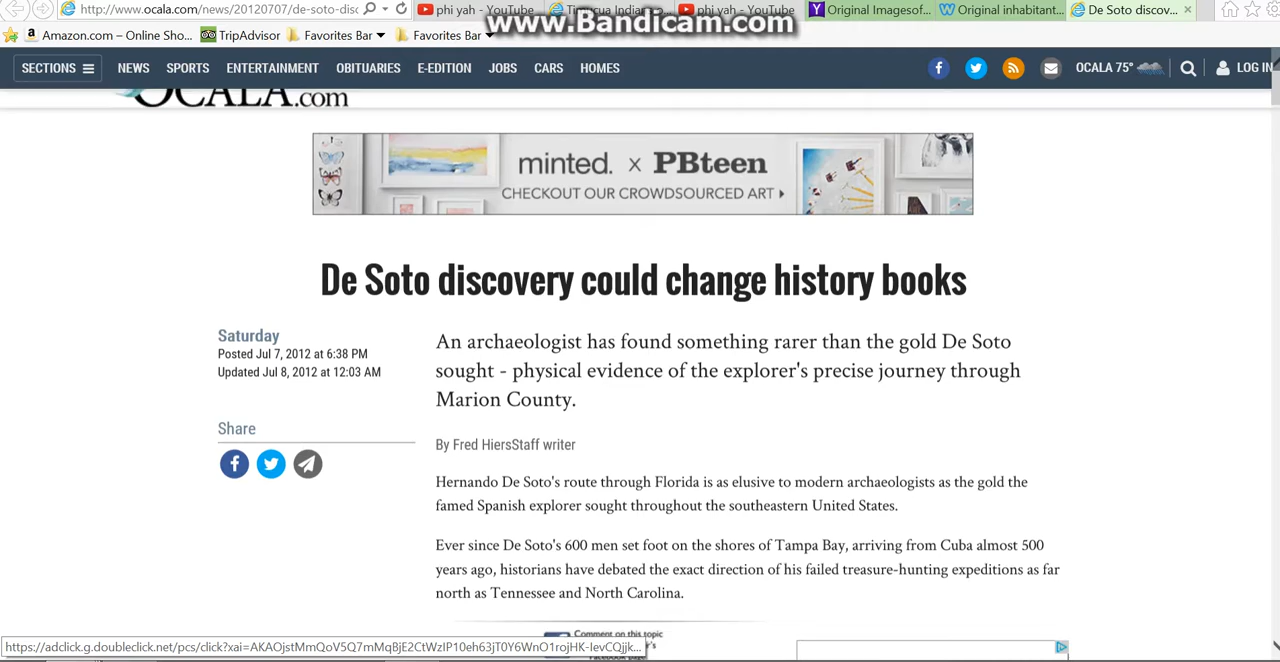 http://www.ocala.com/news/20120707/de-soto-disc
phi yah - YouTube
Timucua Indian
phi yah - YouTube
Original Imagesof...
Original inhabitant...
De Soto discov...
www.Bandicam.com
Amazon.com – Online Sho...
TripAdvisor
Favorites Bar
Favorites Bar
SECTIONS NEWS SPORTS ENTERTAINMENT OBITUARIES E-EDITION JOBS CARS HOMES OCALA 75° LOG IN
OCALA.com
minted. x PBteen
CHECKOUT OUR CROWDSOURCED ART
De Soto discovery could change history books
Saturday
Posted Jul 7, 2012 at 6:38 PM
Updated Jul 8, 2012 at 12:03 AM
Share
An archaeologist has found something rarer than the gold De Soto
sought - physical evidence of the explorer's precise journey through
Marion County.
By Fred HiersStaff writer
Hernando De Soto's route through Florida is as elusive to modern archaeologists as the gold the
famed Spanish explorer sought throughout the southeastern United States.
Ever since De Soto's 600 men set foot on the shores of Tampa Bay, arriving from Cuba almost 500
years ago, historians have debated the exact direction of his failed treasure-hunting expeditions as far
north as Tennessee and North Carolina.
Comment on this topic